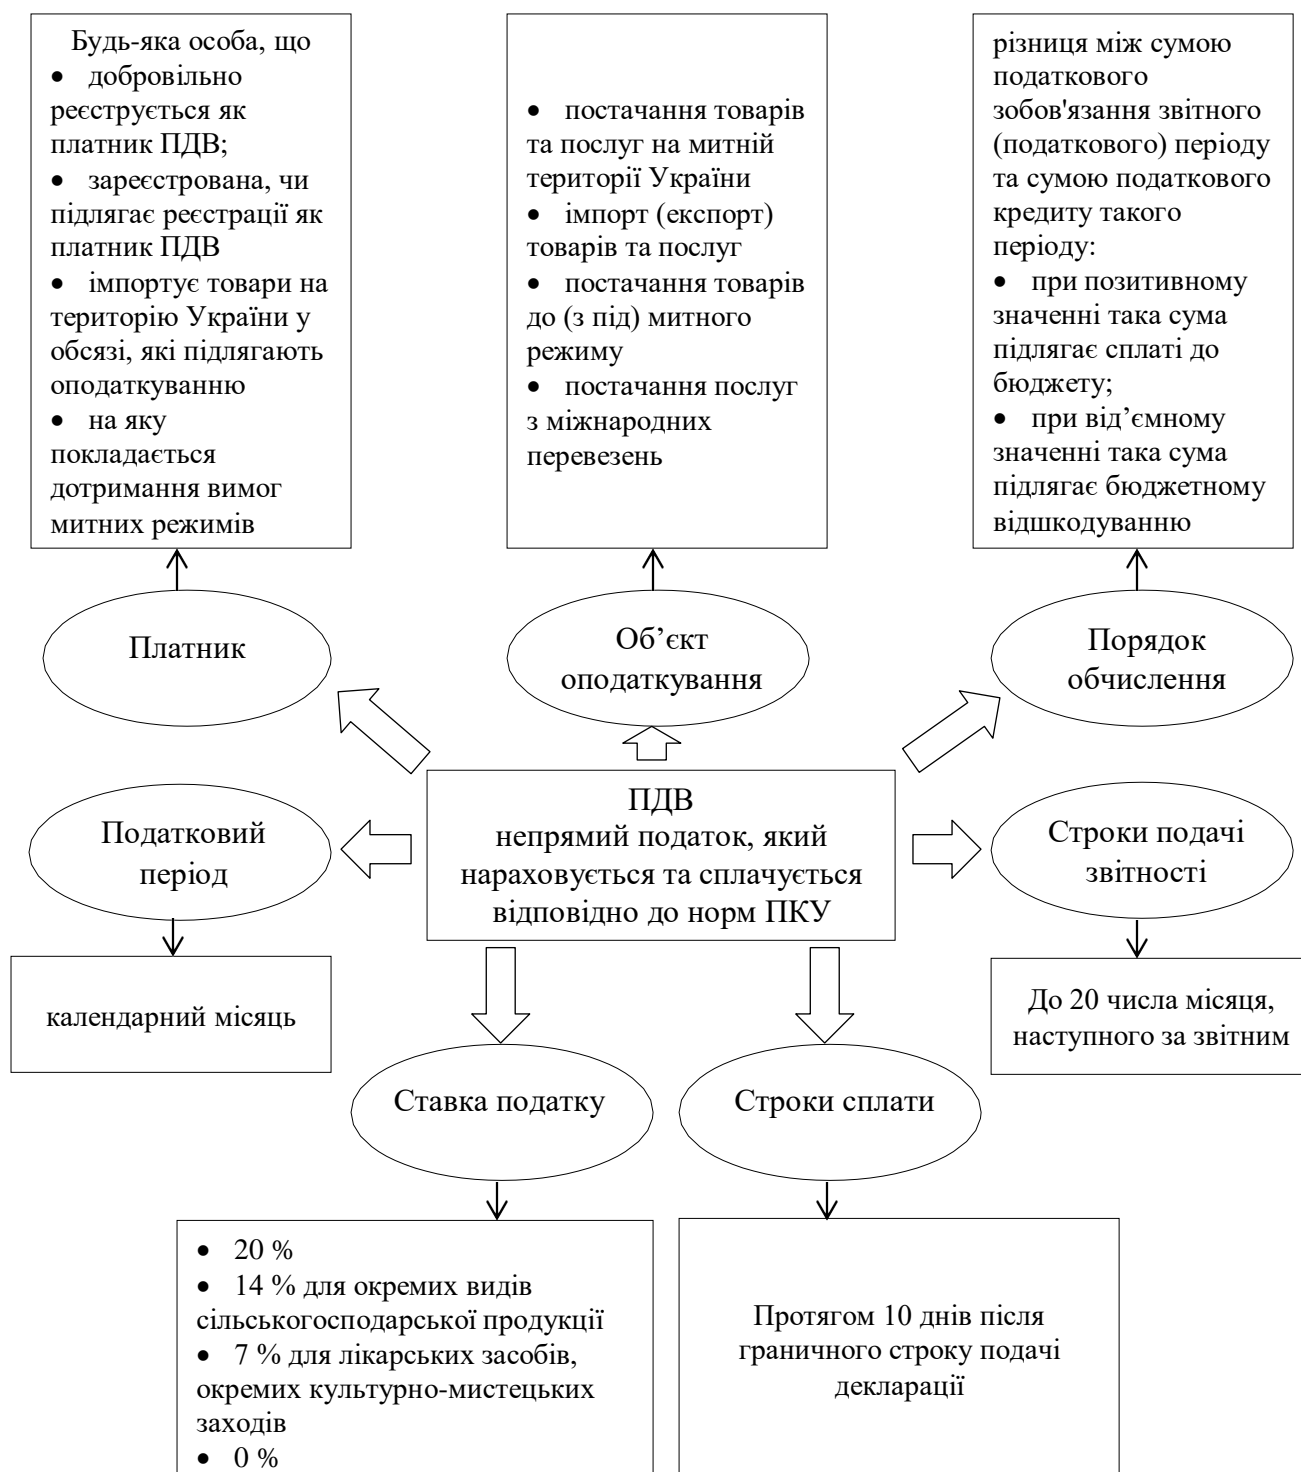 Будь-яка особа, що
• добровільно
реєструється як
платник ПДВ;
• зареєстрована, чи
підлягає реєстрації як
платник ПДВ
• імпортує товари на
територію України у
обсязі, які підлягають
оподаткуванню
• на яку
покладається
дотримання вимог
митних режимів
• постачання товарів
та послуг на митній
території України
• імпорт (експорт)
товарів та послуг
• постачання товарів
до (з під) митного
режиму
• постачання послуг
з міжнародних
перевезень
різниця між сумою
податкового
зобов'язання звітного
(податкового) періоду
та сумою податкового
кредиту такого
періоду:
• при позитивному
значенні така сума
підлягає сплаті до
бюджету;
• при від’ємному
значенні така сума
підлягає бюджетному
відшкодуванню
Платник
Об’єкт
оподаткування
Порядок
обчислення
ПДВ
непрямий податок, який
нараховується та сплачується
відповідно до норм ПКУ
Податковий
період
Строки подачі
звітності
календарний місяць
До 20 числа місяця,
наступного за звітним
Ставка податку
Строки сплати
• 20 %
• 14 % для окремих видів
сільськогосподарської продукції
• 7 % для лікарських засобів,
окремих культурно-мистецьких
заходів
• 0 %
Протягом 10 днів після
граничного строку подачі
декларації